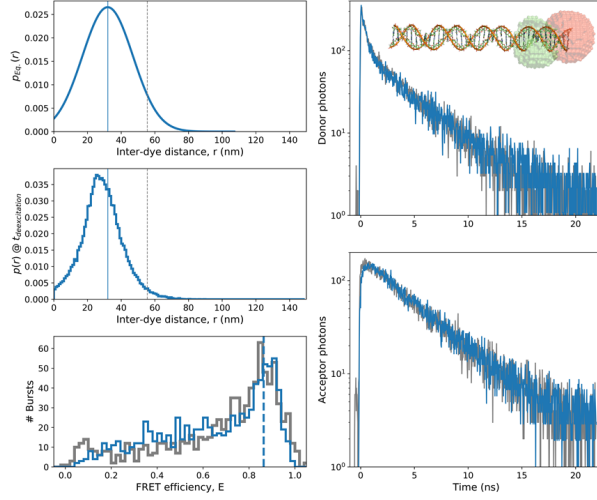 p_Eq.(r)
0.025
0.020
0.015
0.010
0.005
0.000
0 20 40 60 80 100 120 140
Inter-dye distance, r (nm)
p(r) @ t_deexcitation
0.035
0.030
0.025
0.020
0.015
0.010
0.005
0.000
0 20 40 60 80 100 120 140
Inter-dye distance, r (nm)
# Bursts
60
50
40
30
20
10
0
0.0 0.2 0.4 0.6 0.8 1.0
FRET efficiency, E
Donor photons
10²
10¹
10⁰
0 5 10 15 20
Acceptor photons
10²
10¹
10⁰
0 5 10 15 20
Time (ns)